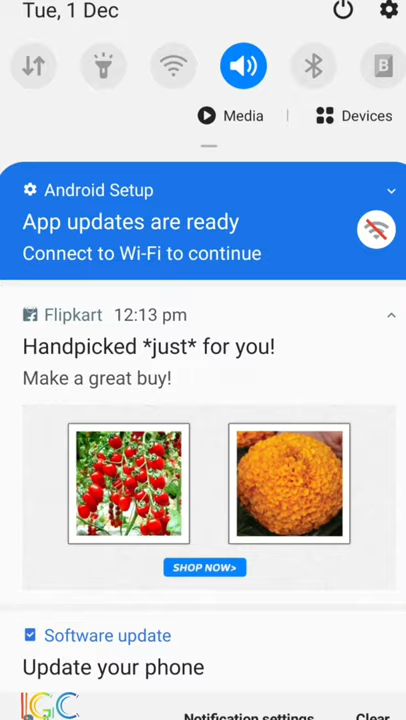 Tue, 1 Dec
B
Media | Devices
Android Setup
App updates are ready
Connect to Wi-Fi to continue
Flipkart 12:13 pm
Handpicked *just* for you!
Make a great buy!
SHOP NOW>
Software update
Update your phone
IGC
Notification settings Clear